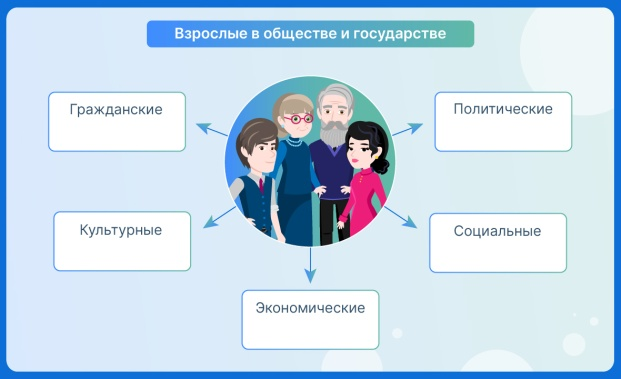 Взрослые в обществе и государстве
Гражданские
Политические
Культурные
Социальные
Экономические